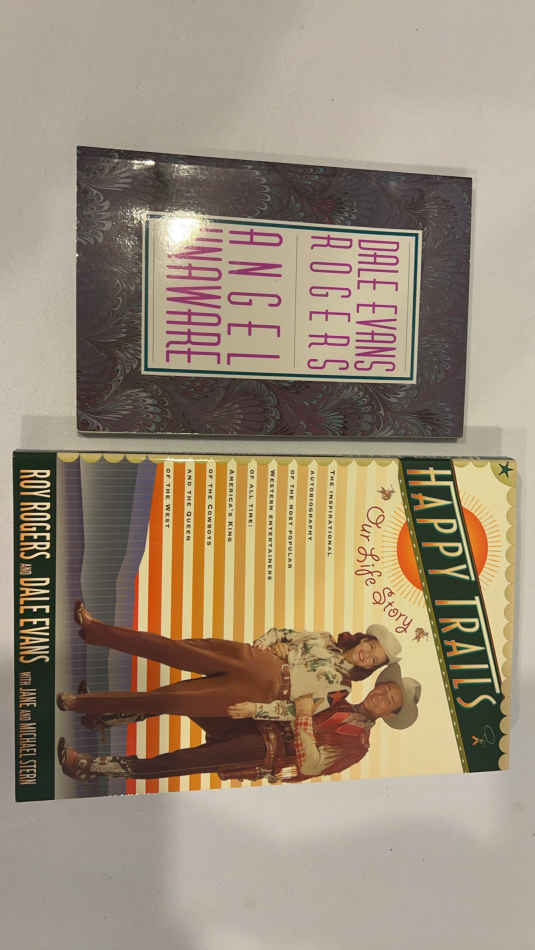 DALE EVANS
ROGERS
ANGEL
UNAWARE
HAPPY TRAILS
Our Life Story
THE INSPIRATIONAL
AUTOBIOGRAPHY
OF THE MOST POPULAR
WESTERN ENTERTAINERS
OF ALL TIME:
AMERICA'S KING
OF THE COWBOYS
AND THE QUEEN
OF THE WEST
ROY ROGERS AND DALE EVANS WITH JANE AND MICHAEL STERN